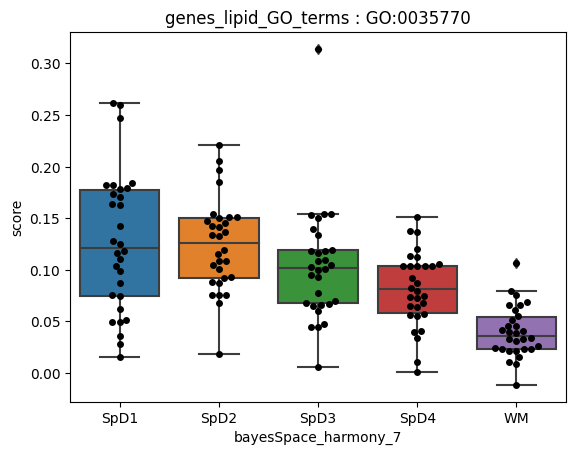 genes_lipid_GO_terms : GO:0035770
score
0.30
0.25
0.20
0.15
0.10
0.05
0.00
SpD1 SpD2 SpD3 SpD4 WM
bayesSpace_harmony_7